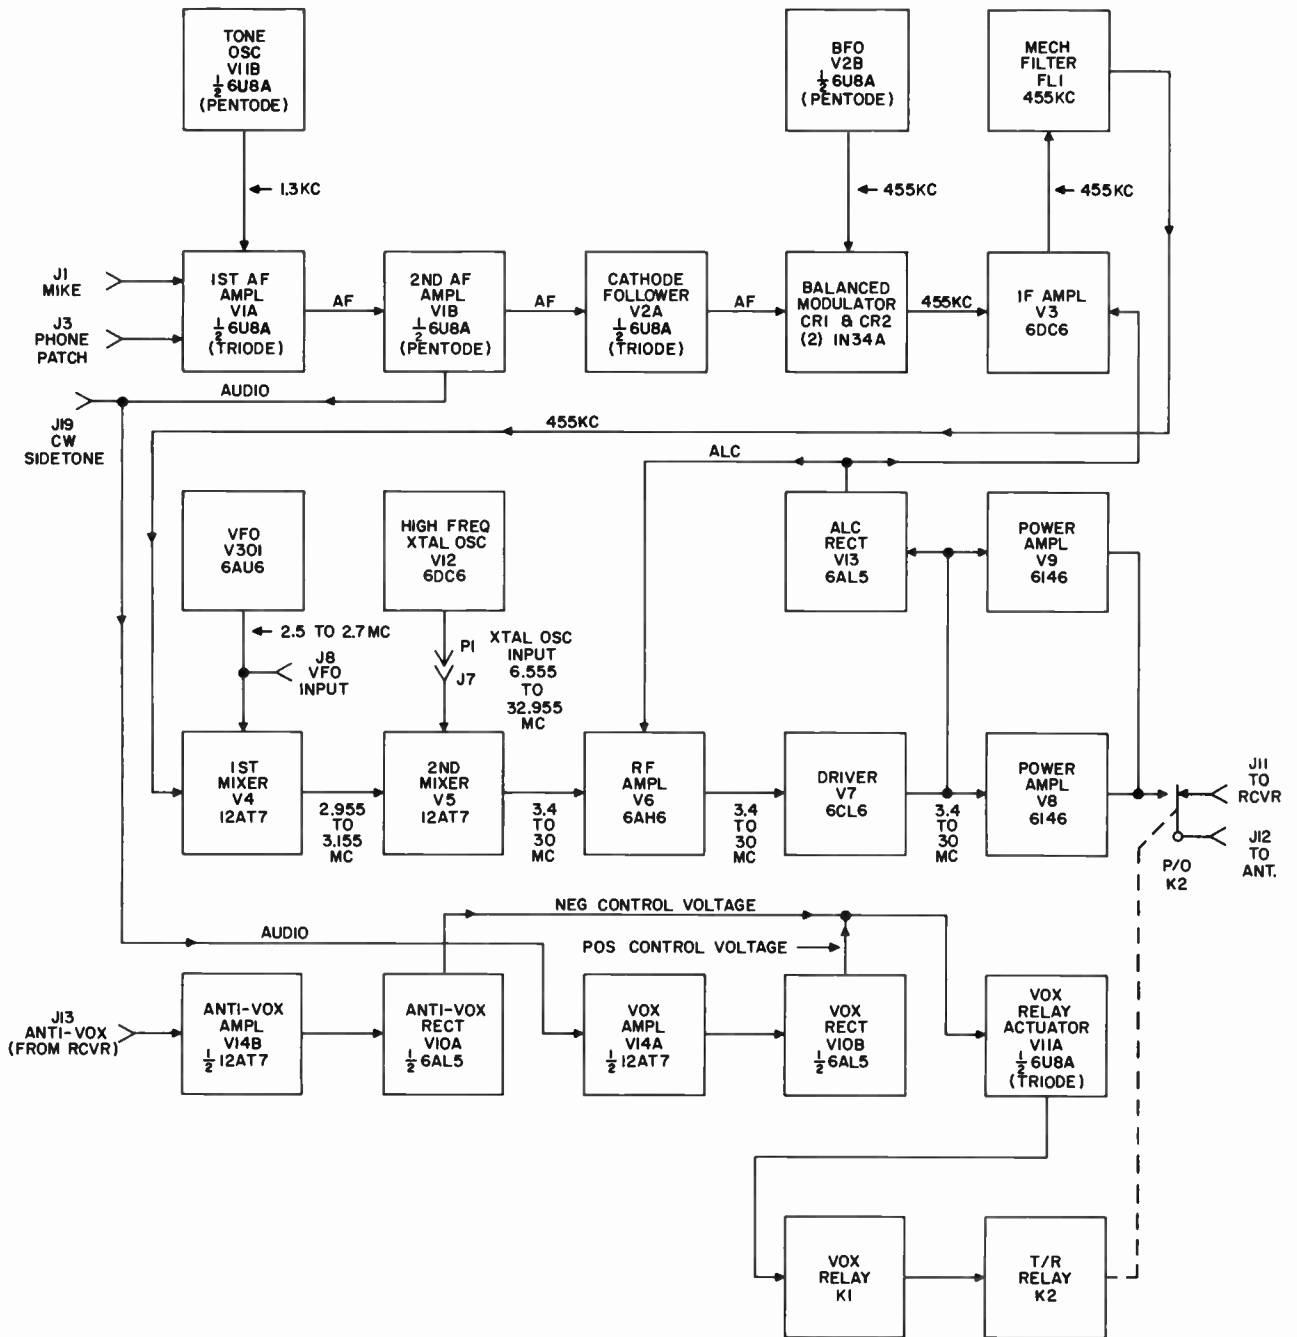 TONE
OSC
V11B
½ 6U8A
(PENTODE)
BFO
V2B
½ 6U8A
(PENTODE)
MECH
FILTER
FL1
455KC
1.3KC
455KC
455KC
J1
MIKE
J3
PHONE
PATCH
1ST AF
AMPL
V1A
½ 6U8A
(TRIODE)
AF
2ND AF
AMPL
V1B
½ 6U8A
(PENTODE)
AF
CATHODE
FOLLOWER
V2A
½ 6U8A
(TRIODE)
AF
BALANCED
MODULATOR
CR1 & CR2
(2) IN34A
455KC
IF AMPL
V3
6DC6
AUDIO
J19
CW
SIDETONE
455KC
ALC
VFO
V301
6AU6
HIGH FREQ
XTAL OSC
V12
6DC6
ALC
RECT
V13
6AL5
POWER
AMPL
V9
6146
2.5 TO 2.7MC
J8
VFO
INPUT
P1
J7
XTAL OSC
INPUT
6.555
TO
32.955
MC
1ST
MIXER
V4
12AT7
2.955
TO
3.155
MC
2ND
MIXER
V5
12AT7
3.4
TO
30
MC
RF
AMPL
V6
6AH6
3.4
TO
30
MC
DRIVER
V7
6CL6
3.4
TO
30
MC
POWER
AMPL
V8
6146
J11
TO
RCVR
J12
TO
ANT.
P/O
K2
NEG CONTROL VOLTAGE
AUDIO
POS CONTROL VOLTAGE
J13
ANTI-VOX
(FROM RCVR)
ANTI-VOX
AMPL
V14B
½ 12AT7
ANTI-VOX
RECT
V10A
½ 6AL5
VOX
AMPL
V14A
½ 12AT7
VOX
RECT
V10B
½ 6AL5
VOX
RELAY
ACTUATOR
V11A
½ 6U8A
(TRIODE)
VOX
RELAY
K1
T/R
RELAY
K2